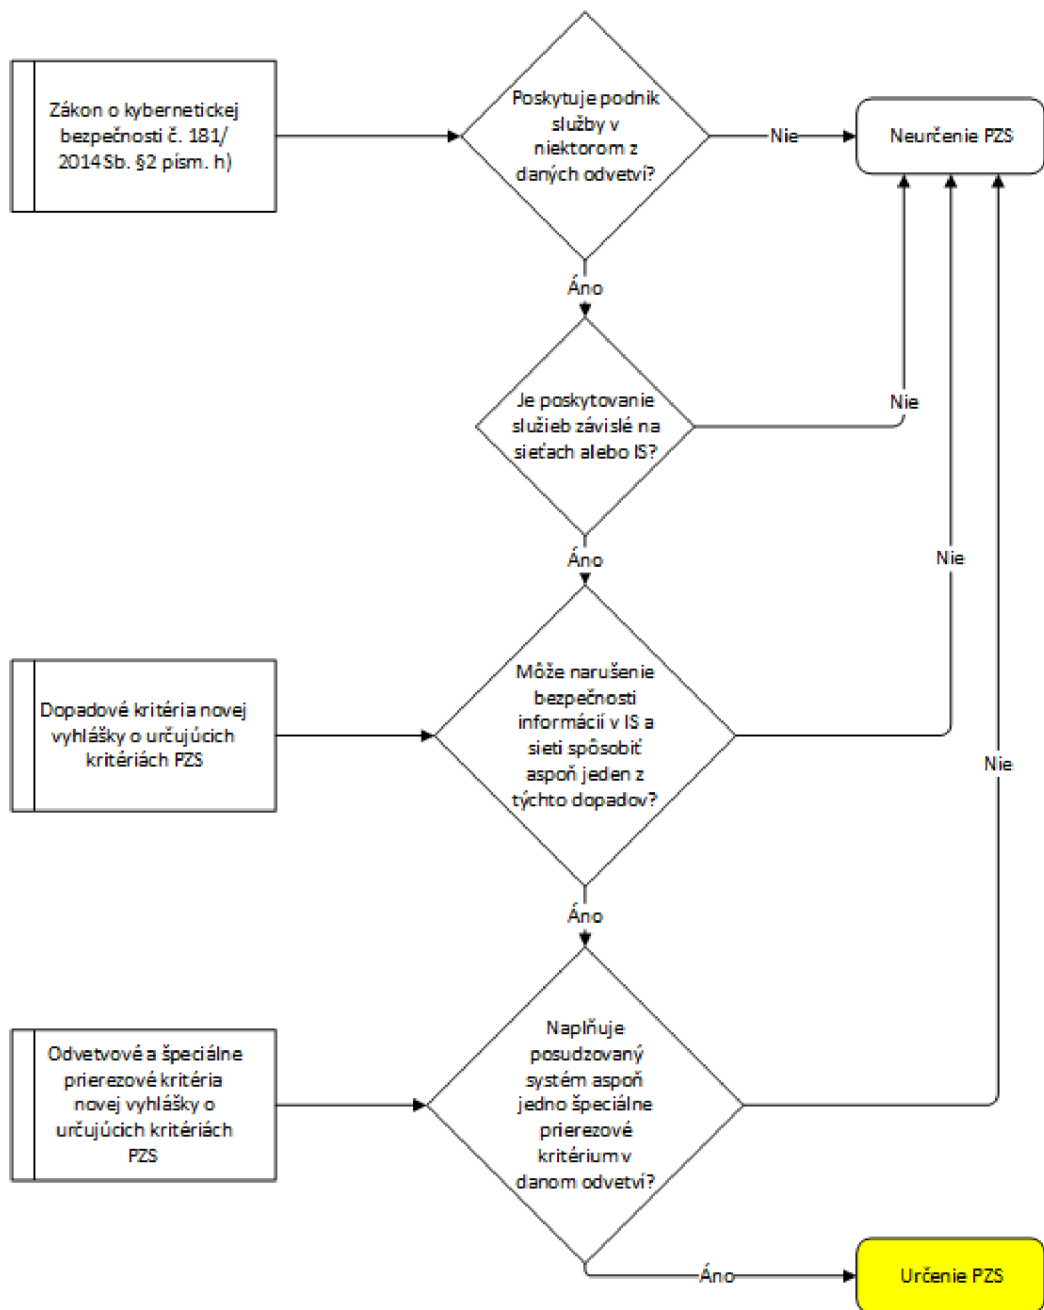 Zákon o kybernetickej
bezpečnosti č. 181/
2014 Sb. §2 písm. h)
Poskytuje podnik
služby v
niektorom z
daných odvetví?
Nie
Neurčenie PZS
Áno
Je poskytovanie
služieb závislé na
sieťach alebo IS?
Nie
Áno
Dopadové kritéria novej
vyhlášky o určujúcich
kritériách PZS
Môže narušenie
bezpečnosti
informácií v IS a
sieti spôsobiť
aspoň jeden z
týchto dopadov?
Nie
Nie
Áno
Odvetvové a špeciálne
prierezové kritéria
novej vyhlášky o
určujúcich kritériách
PZS
Naplňuje
posudzovaný
systém aspoň
jedno špeciálne
prierezové
kritérium v
danom odvetví?
Áno
Určenie PZS